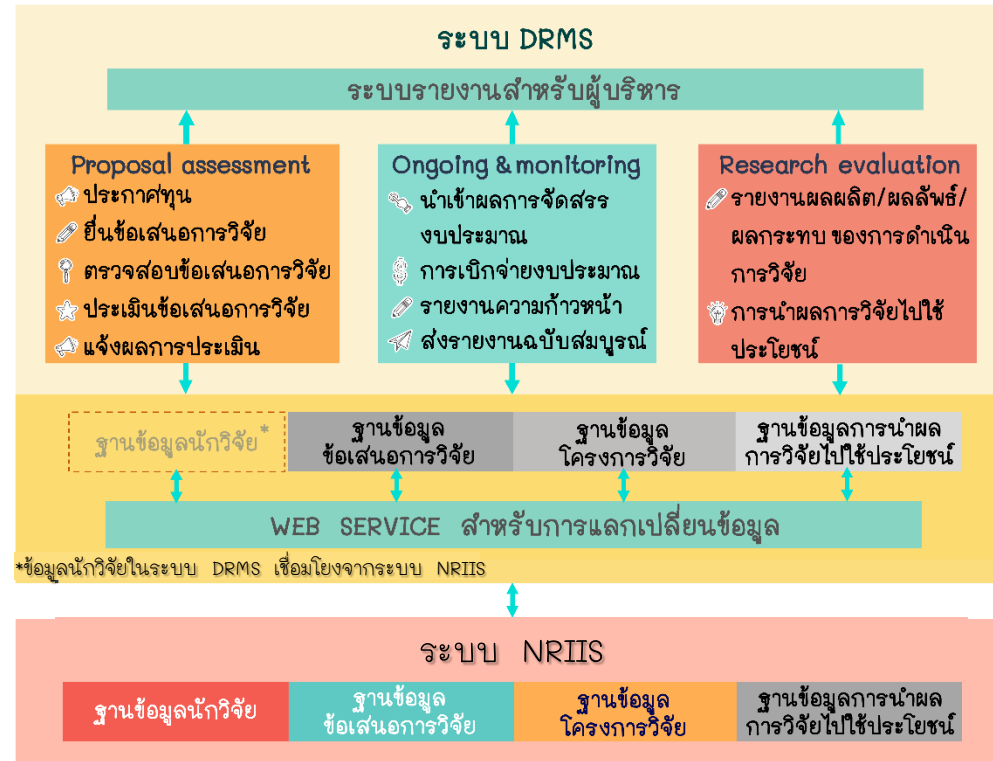 ระบบ DRMS
ระบบรายงานสำหรับผู้บริหาร
Proposal assessment
ประกาศทุน
ยื่นข้อเสนอการวิจัย
ตรวจสอบข้อเสนอการวิจัย
ประเมินข้อเสนอการวิจัย
แจ้งผลการประเมิน
Ongoing & monitoring
นำเข้าผลการจัดสรร
งบประมาณ
การเบิกจ่ายงบประมาณ
รายงานความก้าวหน้า
ส่งรายงานฉบับสมบูรณ์
Research evaluation
รายงานผลผลิต/ผลลัพธ์/
ผลกระทบ ของการดำเนิน
การวิจัย
การนำผลการวิจัยไปใช้
ประโยชน์
ฐานข้อมูลนักวิจัย*
ฐานข้อมูล
ข้อเสนอการวิจัย
ฐานข้อมูล
โครงการวิจัย
ฐานข้อมูลการนำผล
การวิจัยไปใช้ประโยชน์
WEB SERVICE สำหรับการแลกเปลี่ยนข้อมูล
*ข้อมูลนักวิจัยในระบบ DRMS เชื่อมโยงจากระบบ NRIIS
ระบบ NRIIS
ฐานข้อมูลนักวิจัย
ฐานข้อมูล
ข้อเสนอการวิจัย
ฐานข้อมูล
โครงการวิจัย
ฐานข้อมูลการนำผล
การวิจัยไปใช้ประโยชน์